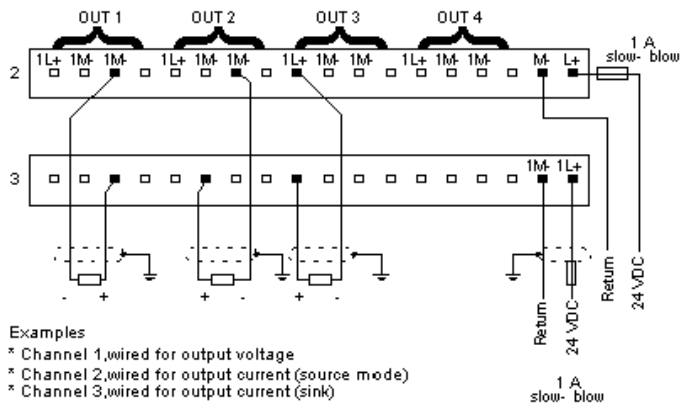 OUT 1 OUT 2 OUT 3 OUT 4
1 A
slow- blow
1L+ 1M- 1M- 1L+ 1M- 1M- 1L+ 1M- 1M- 1L+ 1M- 1M- M- L+
2
1M- 1L+
3
Return
24 VDC
Return
24 VDC
- + + - + -
Examples
* Channel 1,wired for output voltage
* Channel 2,wired for output current (source mode)
* Channel 3,wired for output current (sink)
1 A
slow- blow